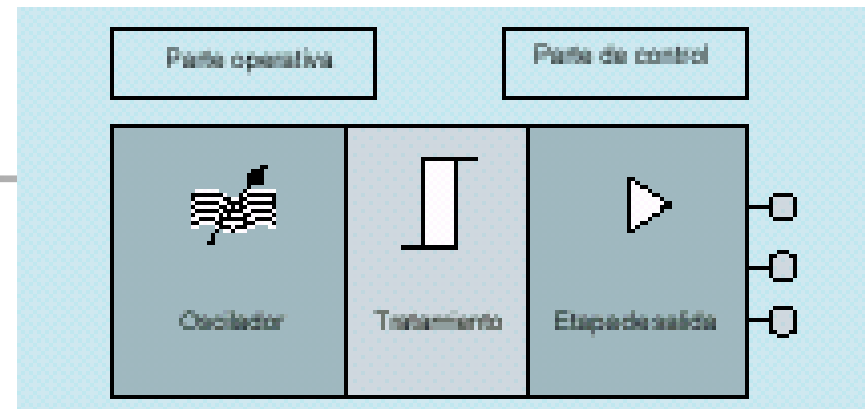 Parte operativa
Parte de control
Oscilador
Tratamiento
Etapa de salida